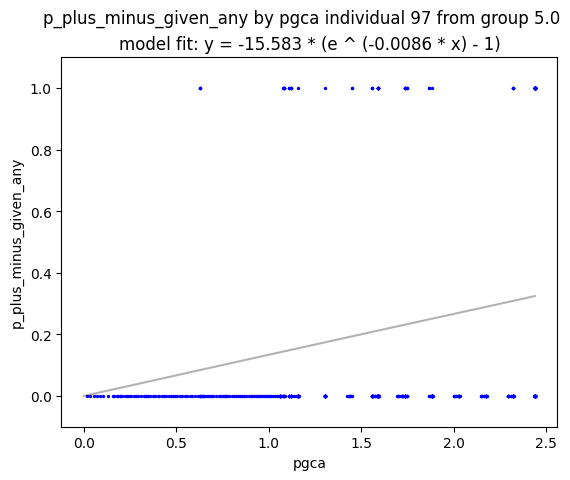 p_plus_minus_given_any by pgca individual 97 from group 5.0
model fit: y = -15.583 * (e ^ (-0.0086 * x) - 1)
1.0
0.8
0.6
0.4
0.2
0.0
p_plus_minus_given_any
0.0 0.5 1.0 1.5 2.0 2.5
pgca